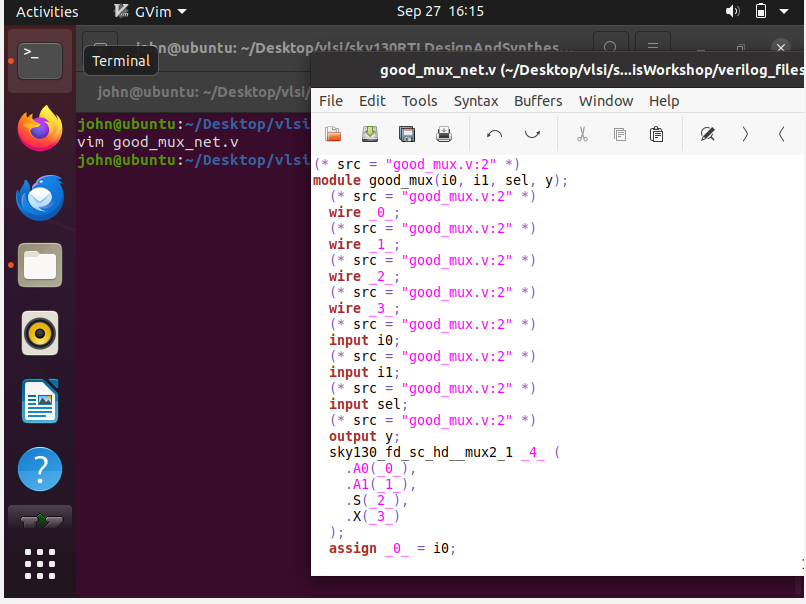 Activities GVim Sep 27 16:15
john@ubuntu: ~/Desktop/vlsi/sky130RTLDesignAndSynthes...
Terminal
good_mux_net.v (~/Desktop/vlsi/s...isWorkshop/verilog_files
john@ubuntu: ~/Desktop/vlsi/
File Edit Tools Syntax Buffers Window Help
john@ubuntu:~/Desktop/vlsi
vim good_mux_net.v
john@ubuntu:~/Desktop/vlsi
(* src = "good_mux.v:2" *)
module good_mux(i0, i1, sel, y);
(* src = "good_mux.v:2" *)
wire _0_;
(* src = "good_mux.v:2" *)
wire _1_;
(* src = "good_mux.v:2" *)
wire _2_;
(* src = "good_mux.v:2" *)
wire _3_;
(* src = "good_mux.v:2" *)
input i0;
(* src = "good_mux.v:2" *)
input i1;
(* src = "good_mux.v:2" *)
input sel;
(* src = "good_mux.v:2" *)
output y;
sky130_fd_sc_hd__mux2_1 _4_ (
.A0(_0_),
.A1(_1_),
.S(_2_),
.X(_3_)
);
assign _0_ = i0;